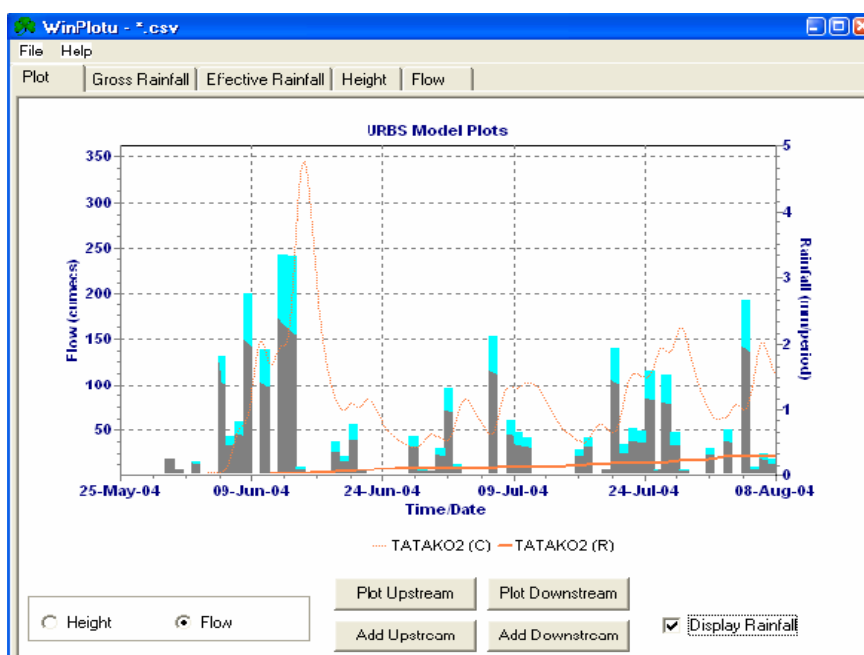 WinPlotu - *.csv
File Help
Plot Gross Rainfall Efective Rainfall Height Flow
URBS Model Plots
350
300
250
200
150
100
50
Flow (cumecs)
5
4
3
2
1
0
Rainfall (mm/period)
25-May-04 09-Jun-04 24-Jun-04 09-Jul-04 24-Jul-04 08-Aug-04
Time/Date
TATAKO2 (C) TATAKO2 (R)
Height Flow
Plot Upstream Plot Downstream
Add Upstream Add Downstream
Display Rainfall